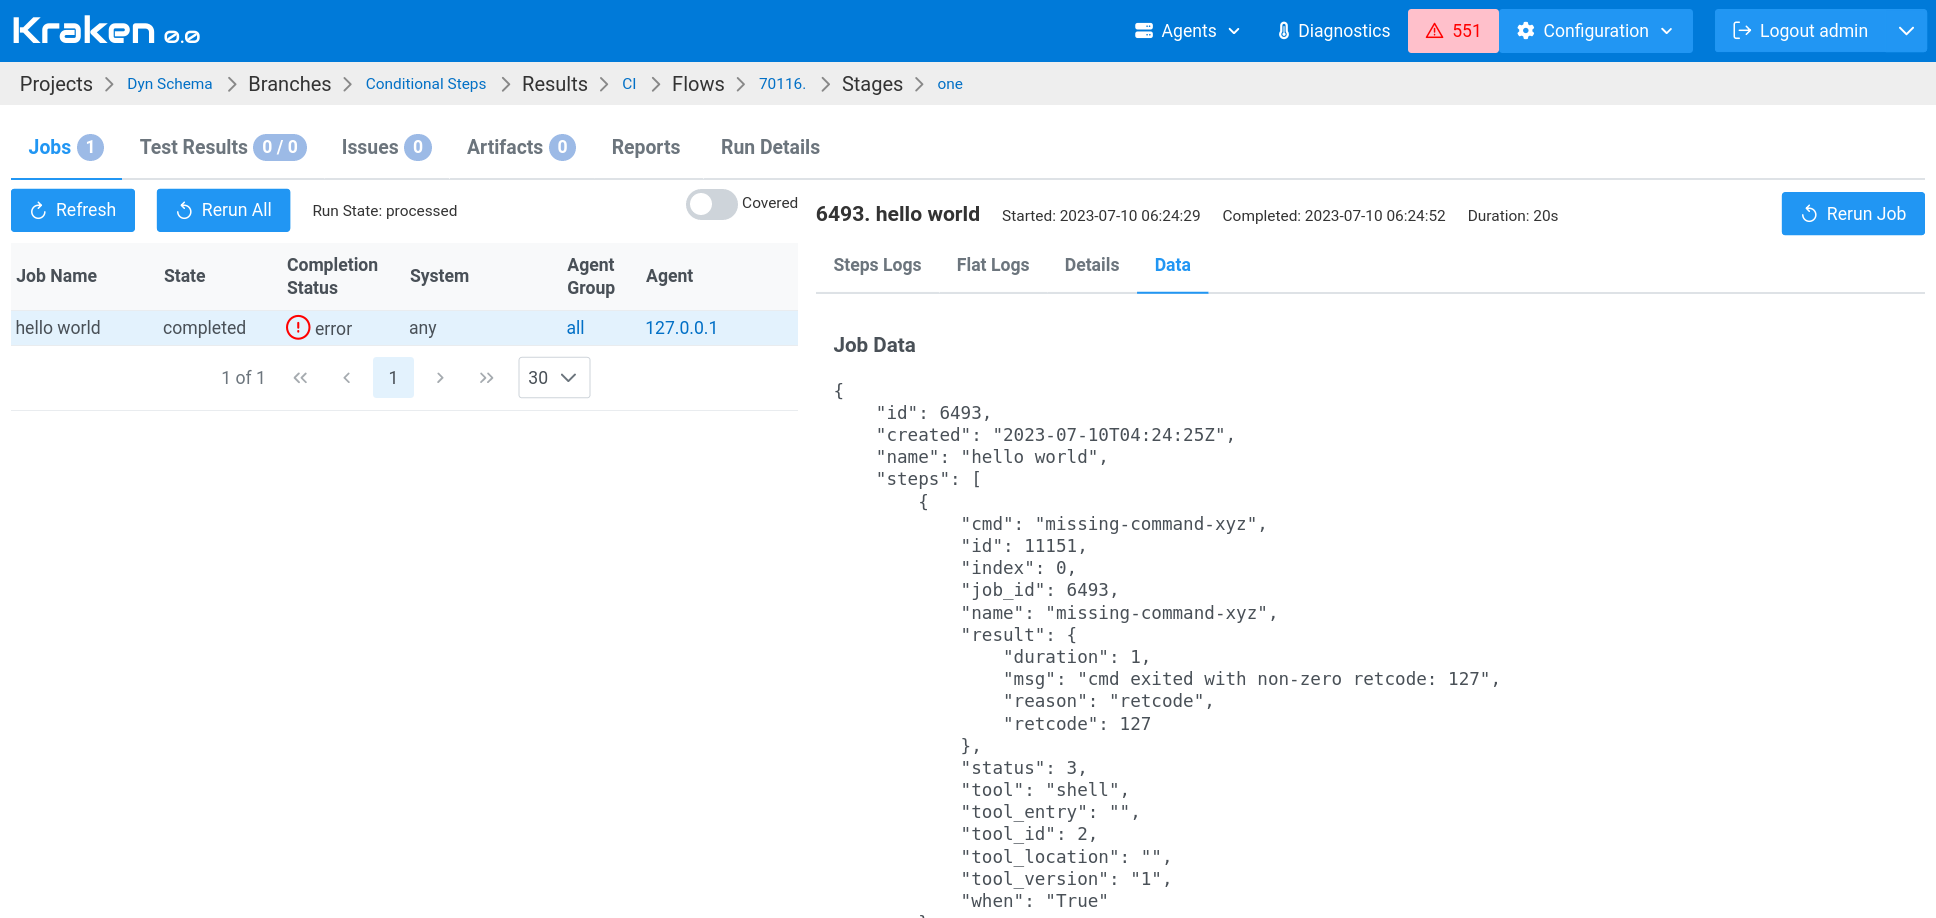 Kraken 0.0
Agents
Diagnostics
551
Configuration
Logout admin
Projects > Dyn Schema > Branches > Conditional Steps > Results > CI > Flows > 70116. > Stages > one
Jobs 1
Test Results 0 / 0
Issues 0
Artifacts 0
Reports
Run Details
Refresh
Rerun All
Run State: processed
Covered
Job Name State Completion Status System Agent Group Agent
hello world completed error any all 127.0.0.1
1 of 1 << < 1 > >> 30
6493. hello world Started: 2023-07-10 06:24:29 Completed: 2023-07-10 06:24:52 Duration: 20s
Rerun Job
Steps Logs Flat Logs Details Data
Job Data
{
    "id": 6493,
    "created": "2023-07-10T04:24:25Z",
    "name": "hello world",
    "steps": [
        {
            "cmd": "missing-command-xyz",
            "id": 11151,
            "index": 0,
            "job_id": 6493,
            "name": "missing-command-xyz",
            "result": {
                "duration": 1,
                "msg": "cmd exited with non-zero retcode: 127",
                "reason": "retcode",
                "retcode": 127
            },
            "status": 3,
            "tool": "shell",
            "tool_entry": "",
            "tool_id": 2,
            "tool_location": "",
            "tool_version": "1",
            "when": "True"